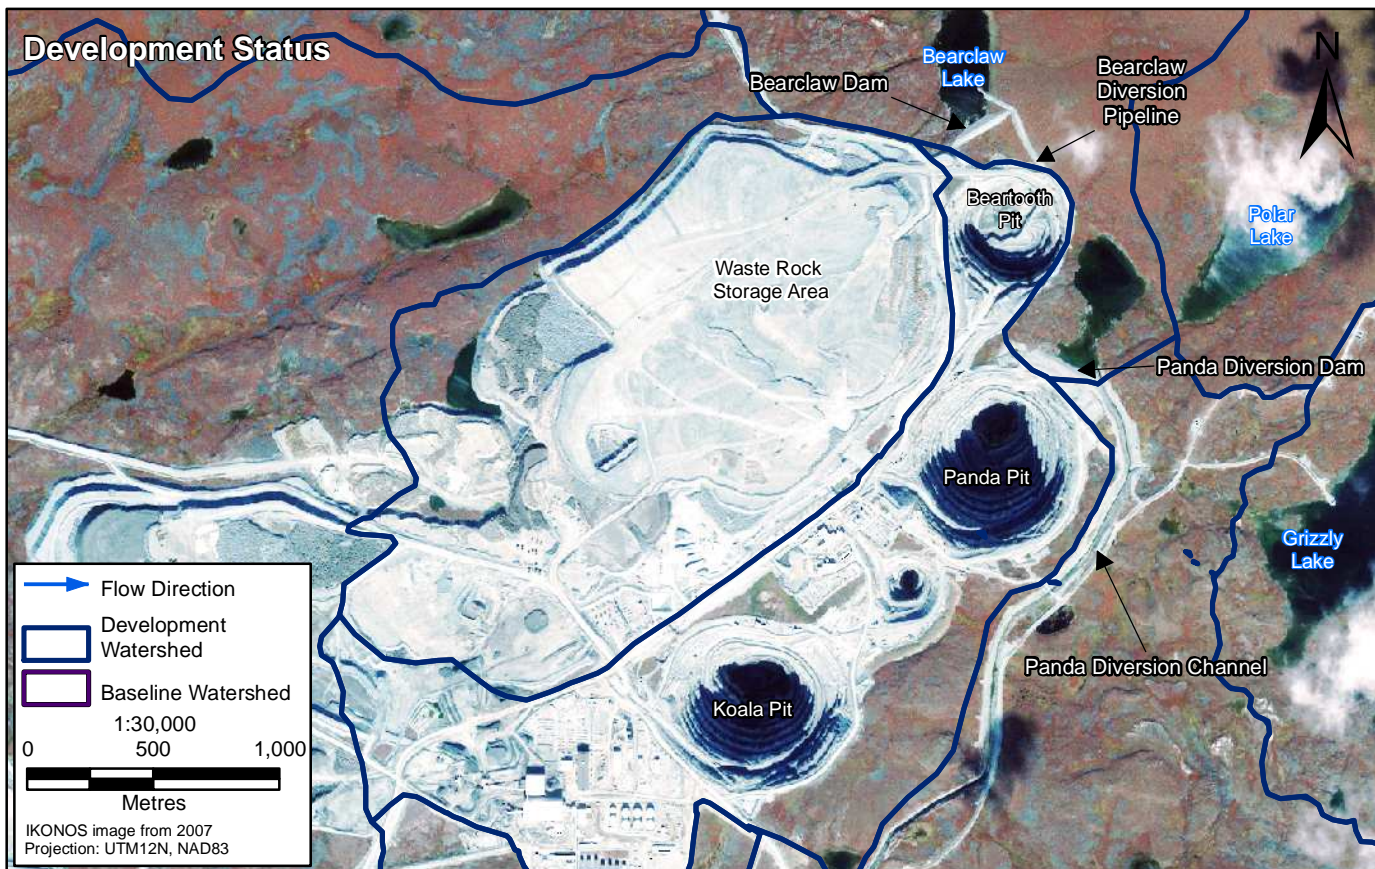 Development Status
Bearclaw
Lake
Bearclaw Dam
Bearclaw
Diversion
Pipeline
N
Beartooth
Pit
Polar
Lake
Waste Rock
Storage Area
Panda Diversion Dam
Panda Pit
Grizzly
Lake
Panda Diversion Channel
Koala Pit
Flow Direction
Development
Watershed
Baseline Watershed
1:30,000
0 500 1,000
Metres
IKONOS image from 2007
Projection: UTM12N, NAD83